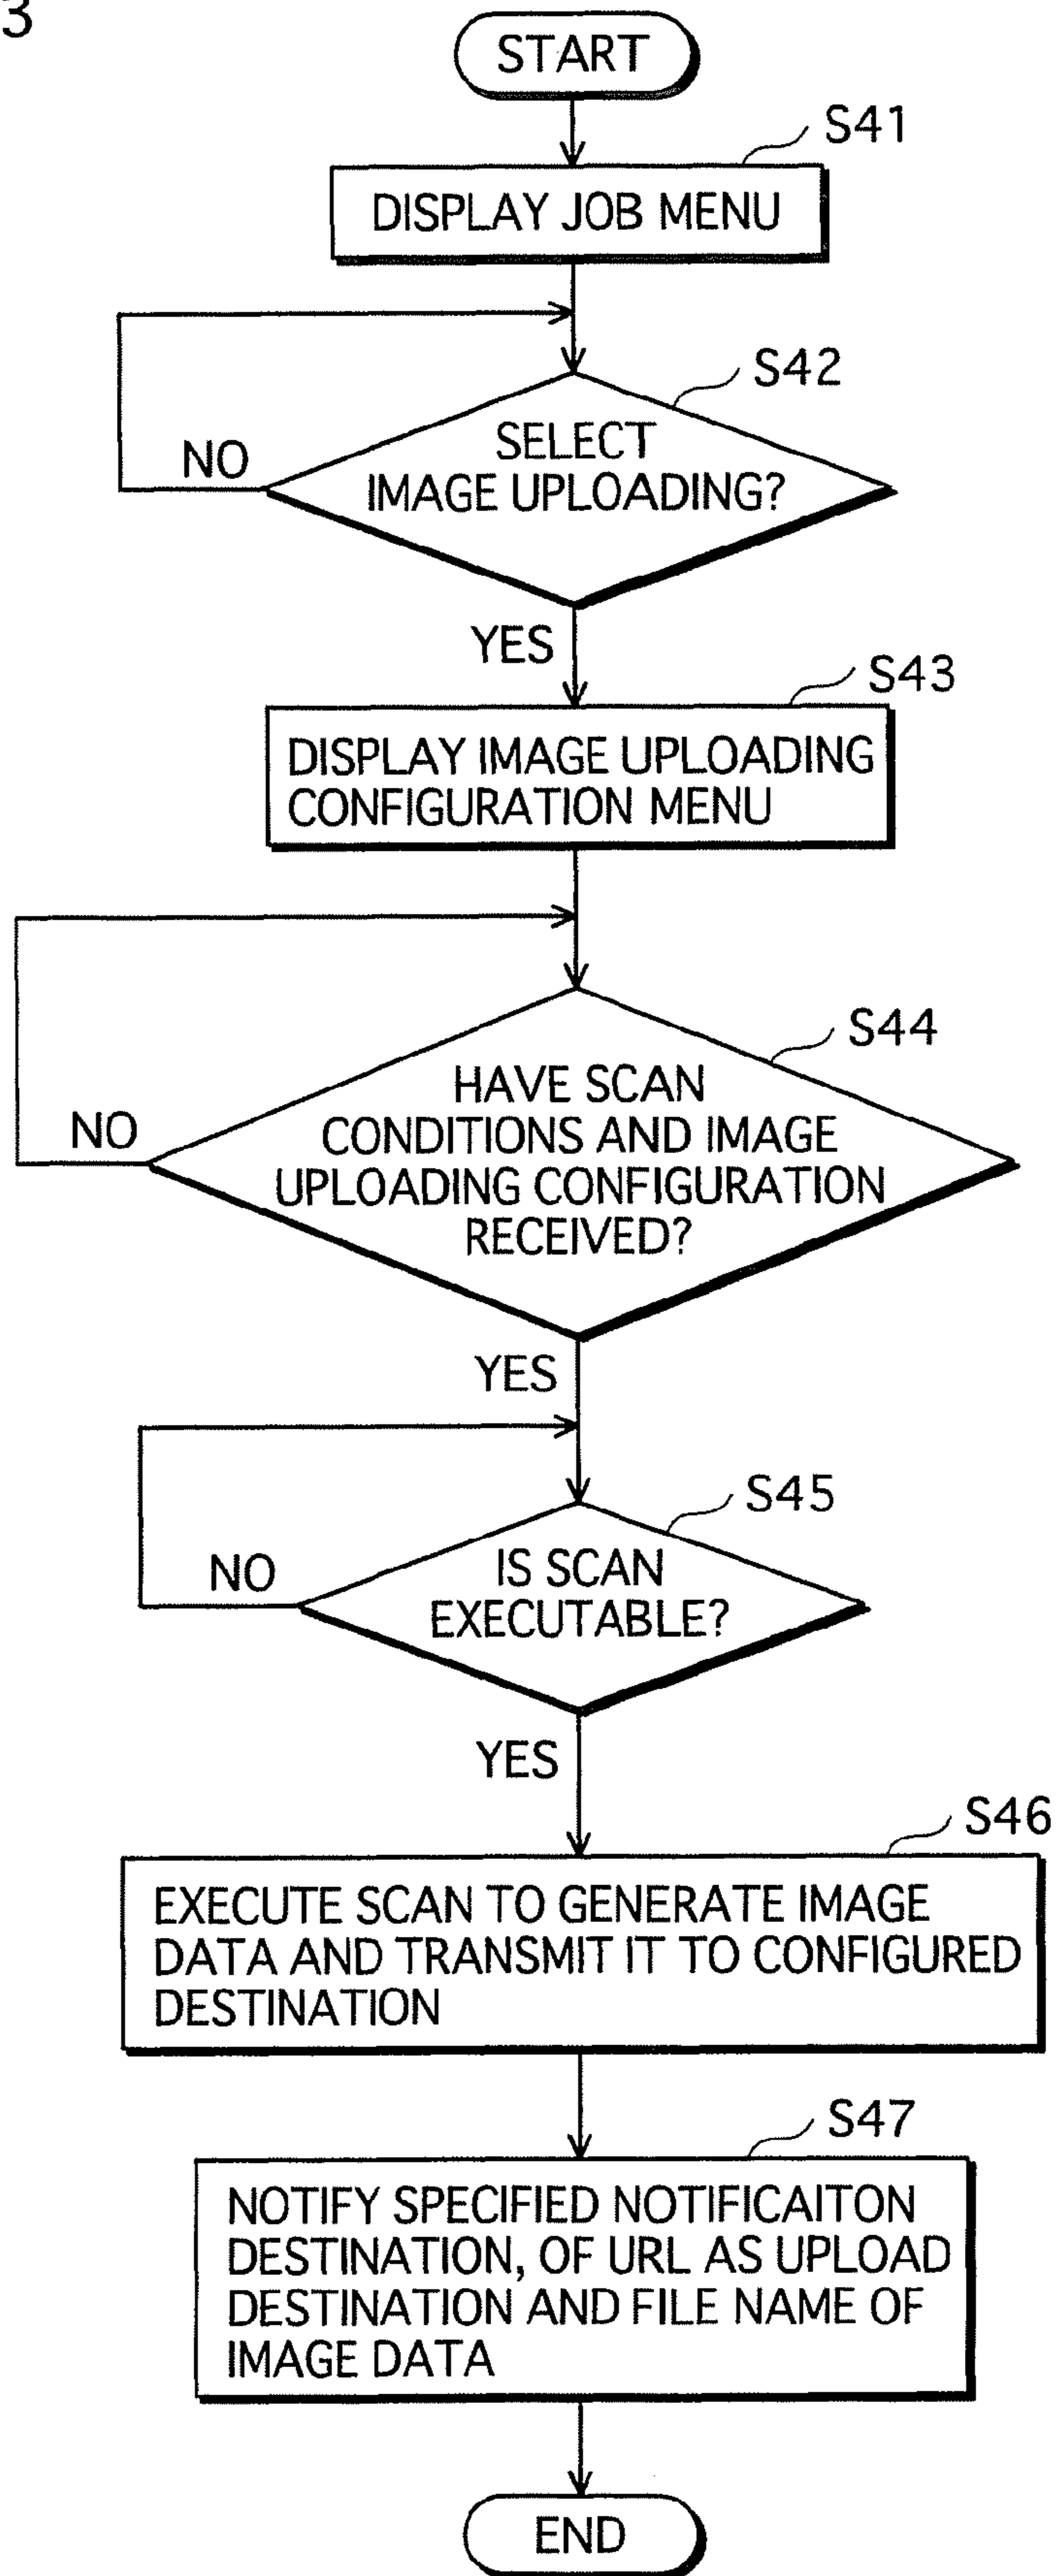 3
START
S41
DISPLAY JOB MENU
S42
SELECT
IMAGE UPLOADING?
NO
YES
S43
DISPLAY IMAGE UPLOADING
CONFIGURATION MENU
S44
HAVE SCAN
CONDITIONS AND IMAGE
UPLOADING CONFIGURATION
RECEIVED?
NO
YES
S45
IS SCAN
EXECUTABLE?
NO
YES
S46
EXECUTE SCAN TO GENERATE IMAGE
DATA AND TRANSMIT IT TO CONFIGURED
DESTINATION
S47
NOTIFY SPECIFIED NOTIFICAITON
DESTINATION, OF URL AS UPLOAD
DESTINATION AND FILE NAME OF
IMAGE DATA
END